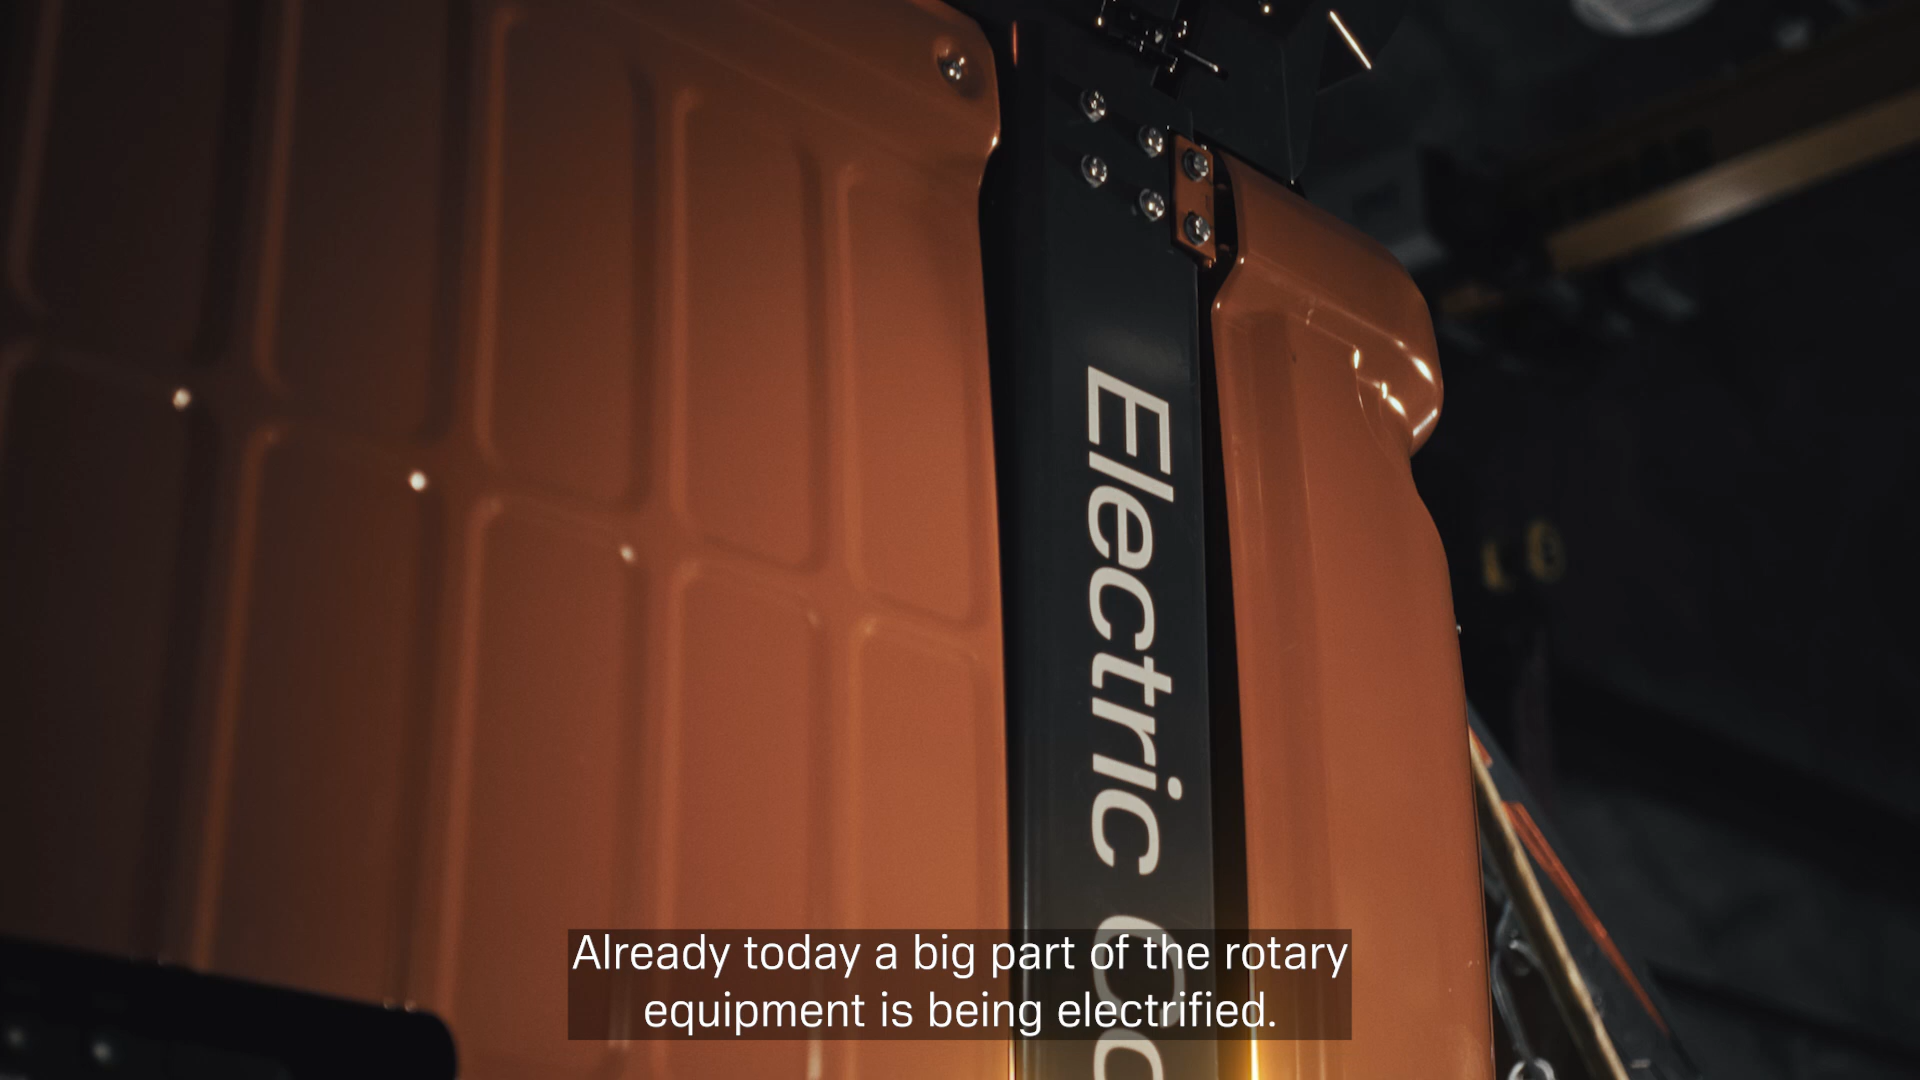 Electric
Already today a big part of the rotary
equipment is being electrified.